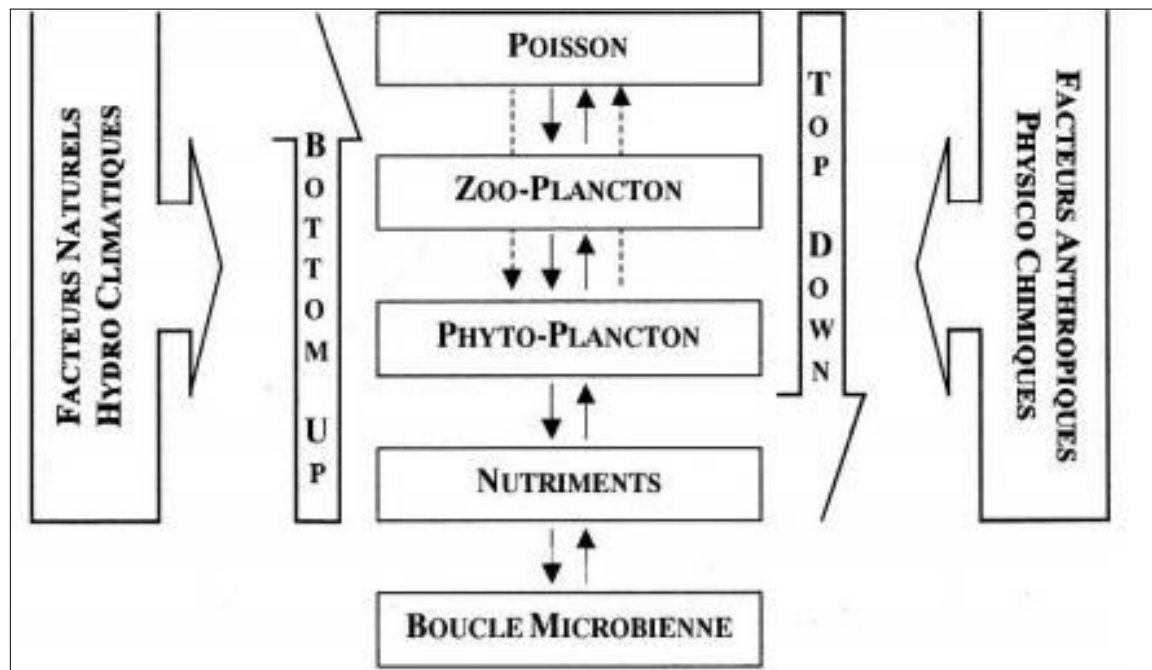 FACTEURS NATURELS
HYDRO CLIMATIQUES
BOTTOM UP
POISSON
ZOO-PLANCTON
PHYTO-PLANCTON
NUTRIMENTS
BOUCLE MICROBIENNE
TOP DOWN
FACTEURS ANTHROPIQUES
PHYSICO CHIMIQUES